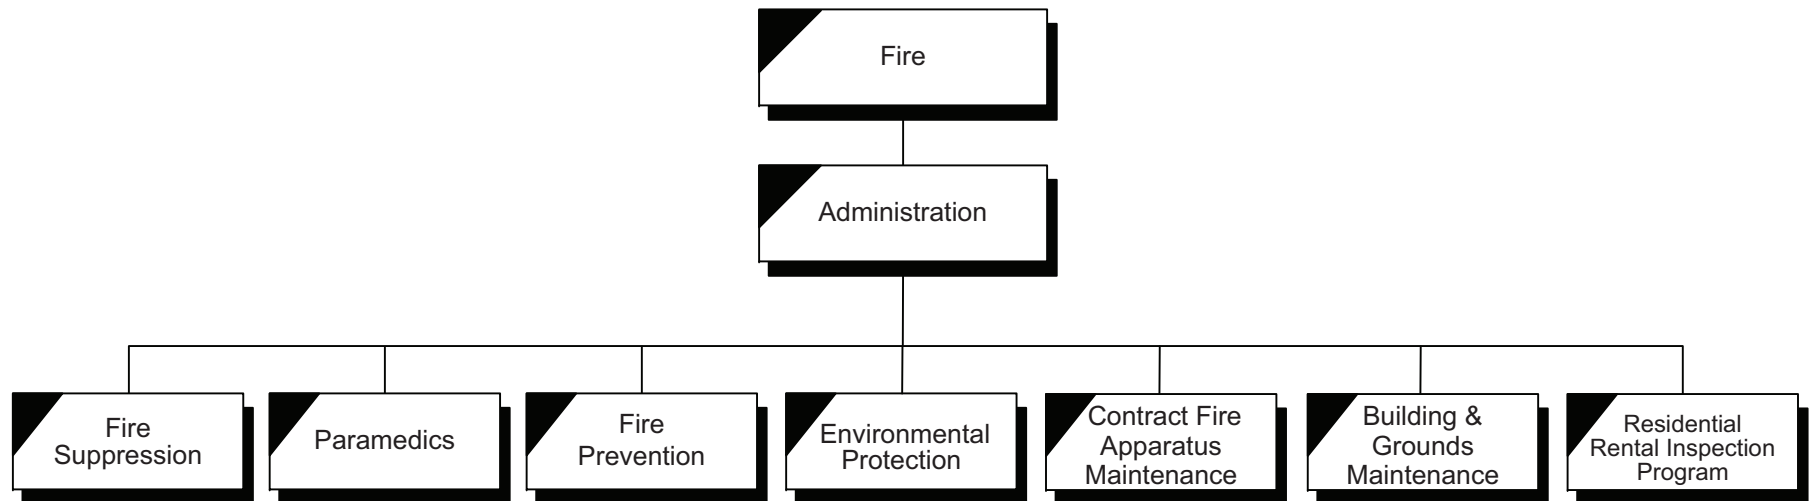 Fire
Administration
Fire
Suppression
Paramedics
Fire
Prevention
Environmental
Protection
Contract Fire
Apparatus
Maintenance
Building &
Grounds
Maintenance
Residential
Rental Inspection
Program